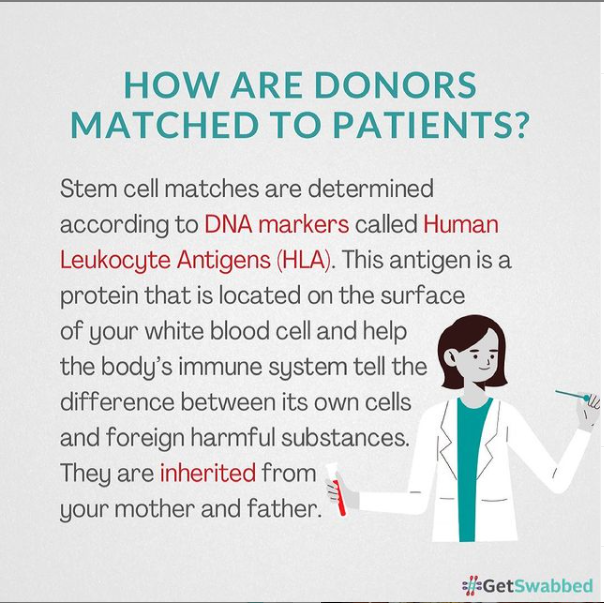 HOW ARE DONORS
MATCHED TO PATIENTS?
Stem cell matches are determined
according to DNA markers called Human
Leukocyte Antigens (HLA). This antigen is a
protein that is located on the surface
of your white blood cell and help
the body's immune system tell the
difference between its own cells
and foreign harmful substances.
They are inherited from
your mother and father.
#GetSwabbed